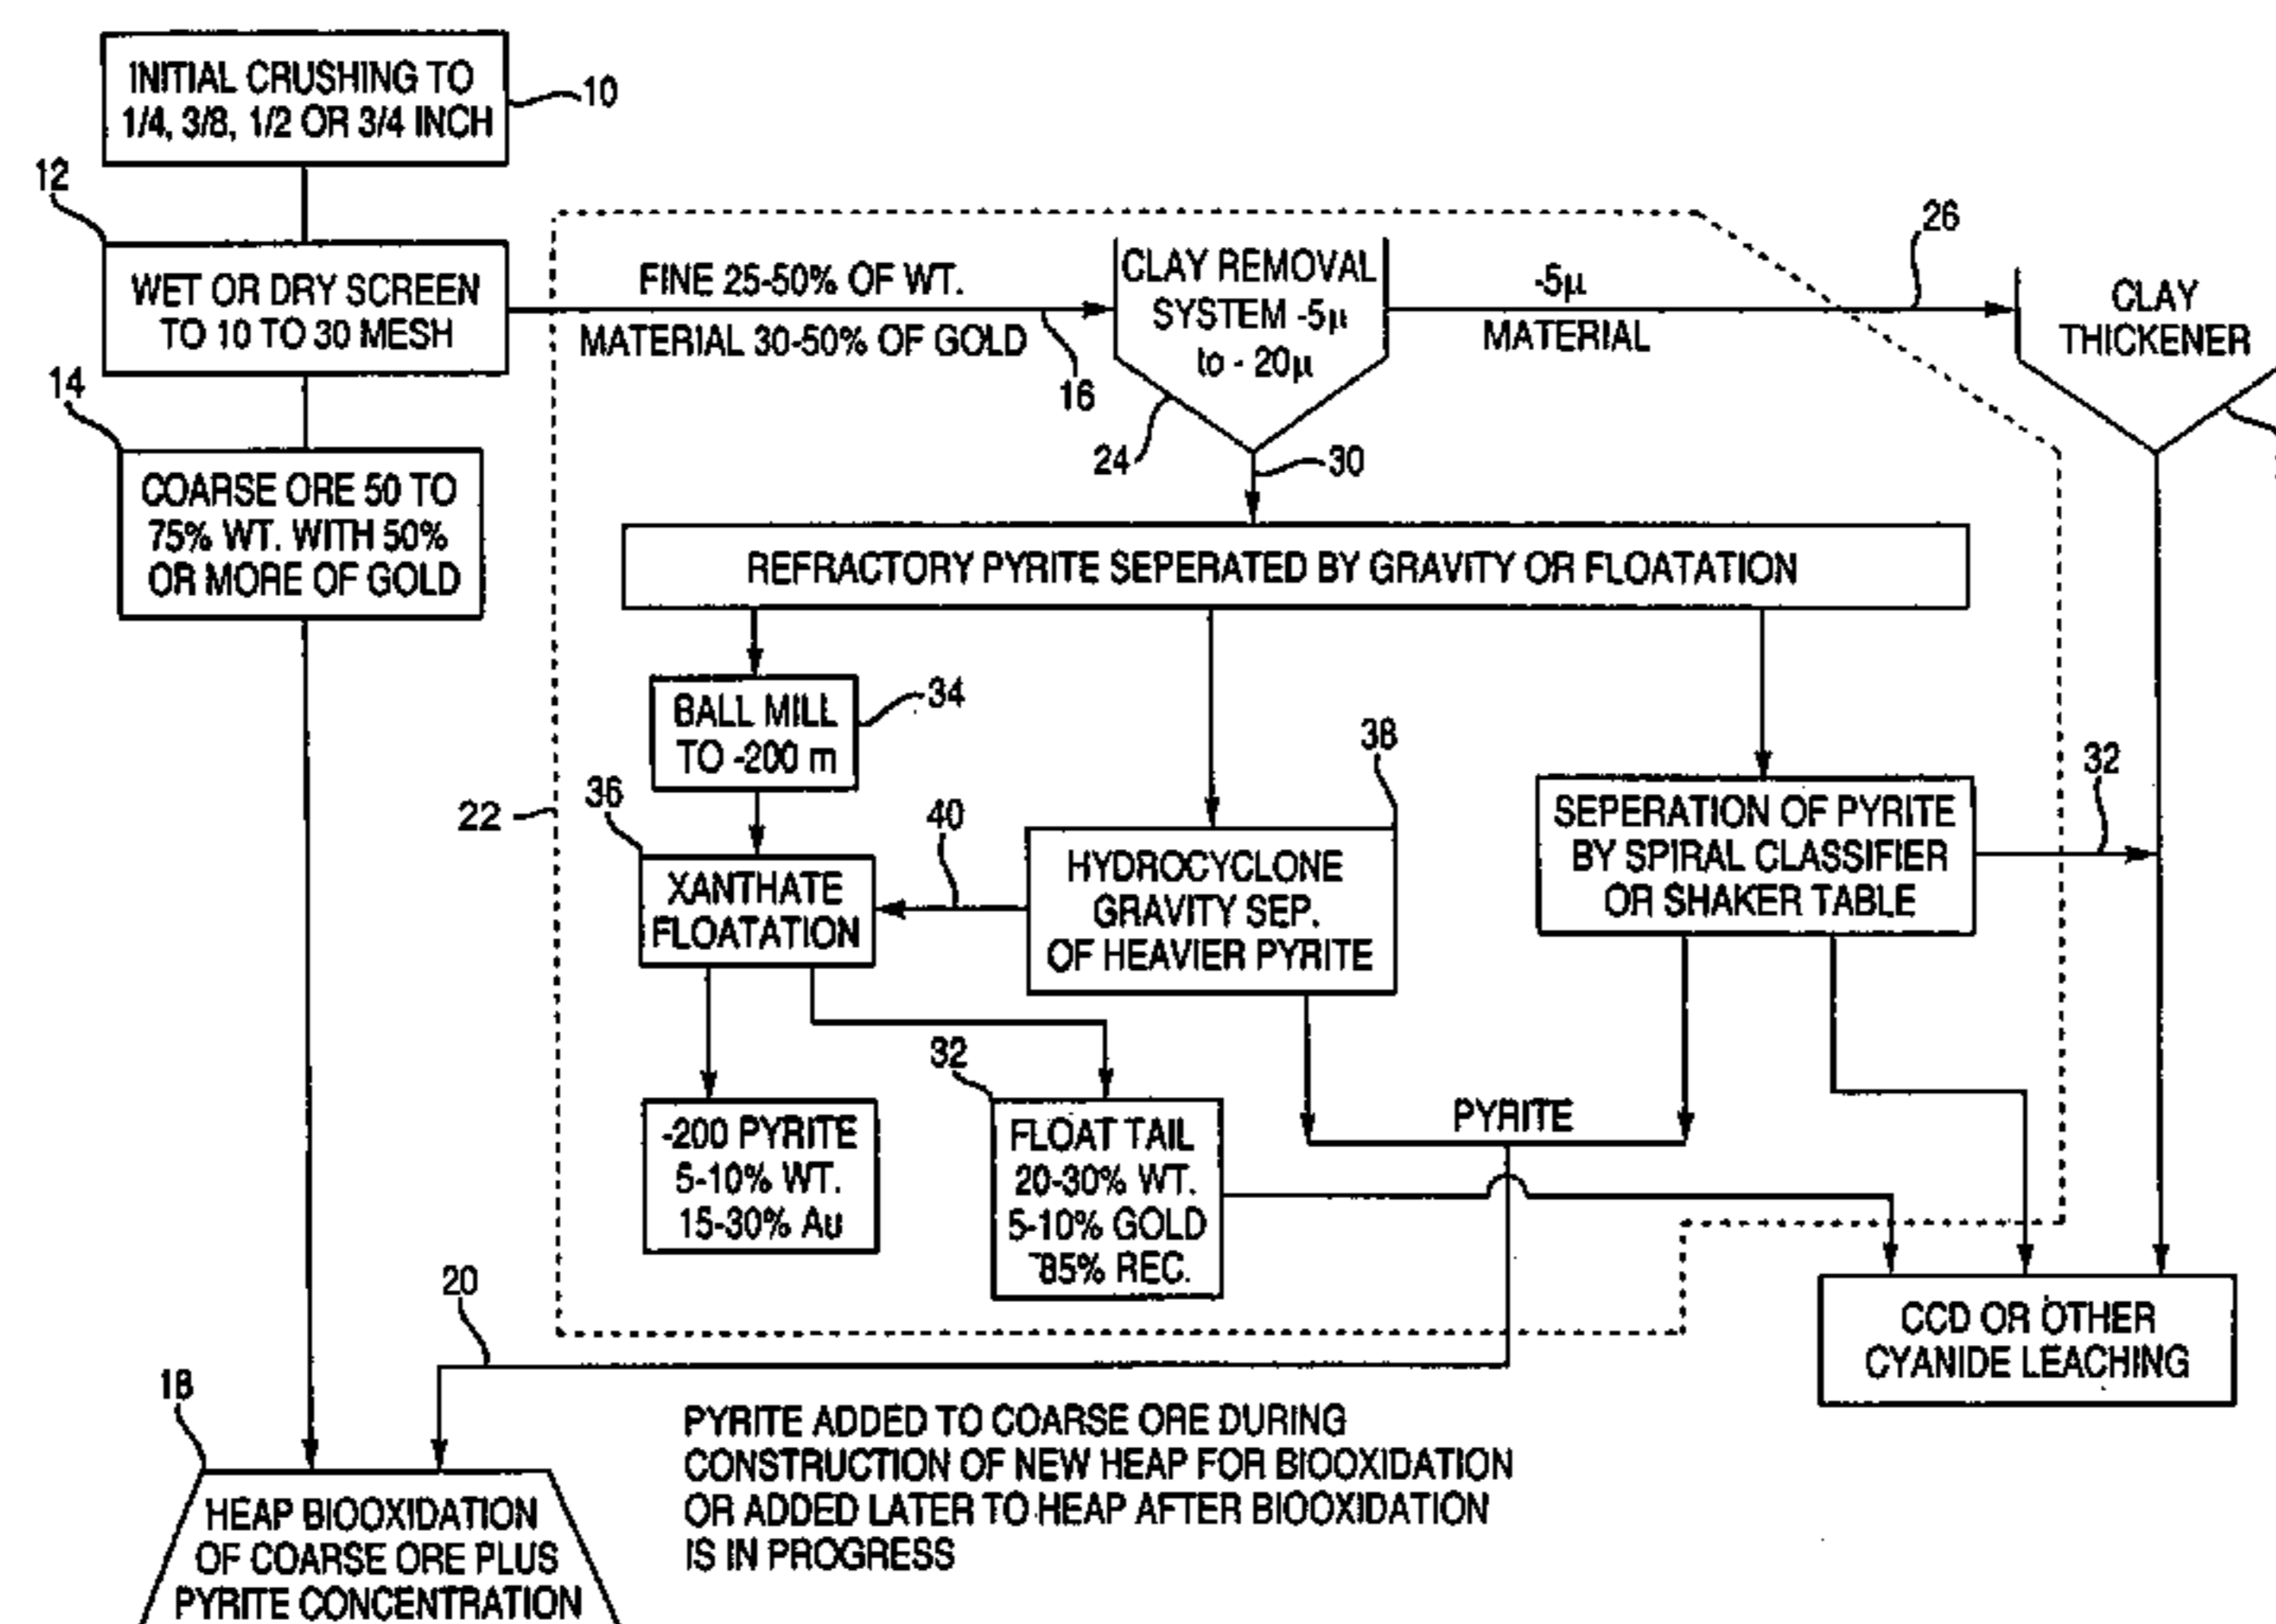 INITIAL CRUSHING TO
1/4, 3/8, 1/2 OR 3/4 INCH
10
12
WET OR DRY SCREEN
TO 10 TO 30 MESH
FINE 25-50% OF WT.
MATERIAL 30-50% OF GOLD
16
CLAY REMOVAL
SYSTEM -5µ
to - 20µ
24
-5µ
MATERIAL
26
CLAY
THICKENER
14
COARSE ORE 50 TO
75% WT. WITH 50%
OR MORE OF GOLD
30
REFRACTORY PYRITE SEPERATED BY GRAVITY OR FLOATATION
22
BALL MILL
TO -200 m
34
36
XANTHATE
FLOATATION
40
38
HYDROCYCLONE
GRAVITY SEP.
OF HEAVIER PYRITE
SEPERATION OF PYRITE
BY SPIRAL CLASSIFIER
OR SHAKER TABLE
32
-200 PYRITE
5-10% WT.
15-30% Au
32
FLOAT TAIL
20-30% WT.
5-10% GOLD
~85% REC.
PYRITE
CCD OR OTHER
CYANIDE LEACHING
20
18
HEAP BIOOXIDATION
OF COARSE ORE PLUS
PYRITE CONCENTRATION
PYRITE ADDED TO COARSE ORE DURING
CONSTRUCTION OF NEW HEAP FOR BIOOXIDATION
OR ADDED LATER TO HEAP AFTER BIOOXIDATION
IS IN PROGRESS